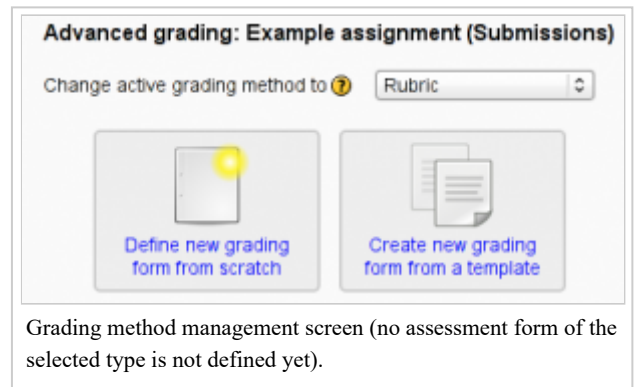 Advanced grading: Example assignment (Submissions)
Change active grading method to ? Rubric
Define new grading
form from scratch
Create new grading
form from a template
Grading method management screen (no assessment form of the
selected type is not defined yet).